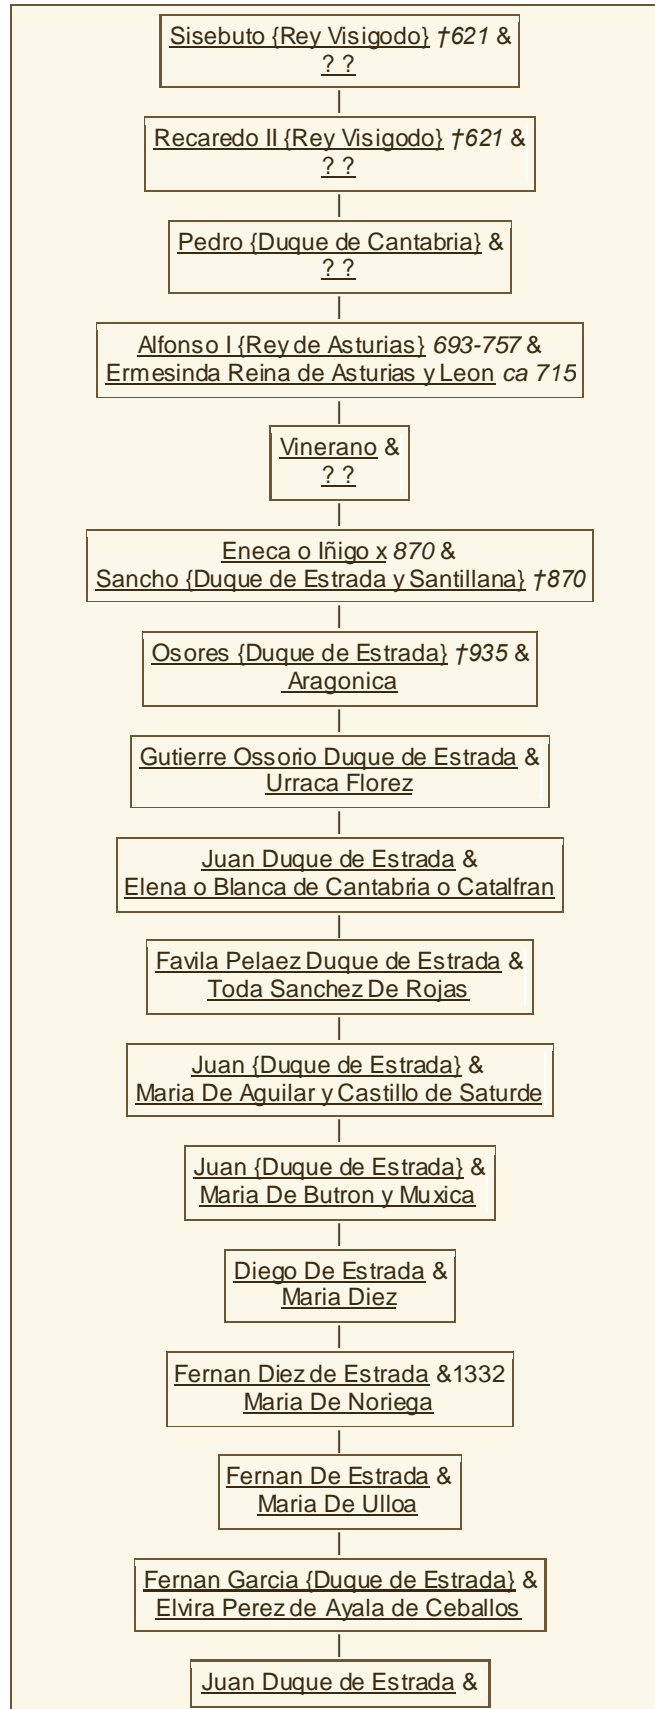 Sisebuto {Rey Visigodo} †621 &
? ?
Recaredo II {Rey Visigodo} †621 &
? ?
Pedro {Duque de Cantabria} &
? ?
Alfonso I {Rey de Asturias} 693-757 &
Ermesinda Reina de Asturias y Leon ca 715
Vinerano &
? ?
Eneca o Iñigo x 870 &
Sancho {Duque de Estrada y Santillana} †870
Osores {Duque de Estrada} †935 &
Aragonica
Gutierre Ossorio Duque de Estrada &
Urraca Florez
Juan Duque de Estrada &
Elena o Blanca de Cantabria o Catalfran
Favila Pelaez Duque de Estrada &
Toda Sanchez De Rojas
Juan {Duque de Estrada} &
Maria De Aguilar y Castillo de Saturde
Juan {Duque de Estrada} &
Maria De Butron y Muxica
Diego De Estrada &
Maria Diez
Fernan Diez de Estrada &1332
Maria De Noriega
Fernan De Estrada &
Maria De Ulloa
Fernan Garcia {Duque de Estrada} &
Elvira Perez de Ayala de Ceballos
Juan Duque de Estrada &